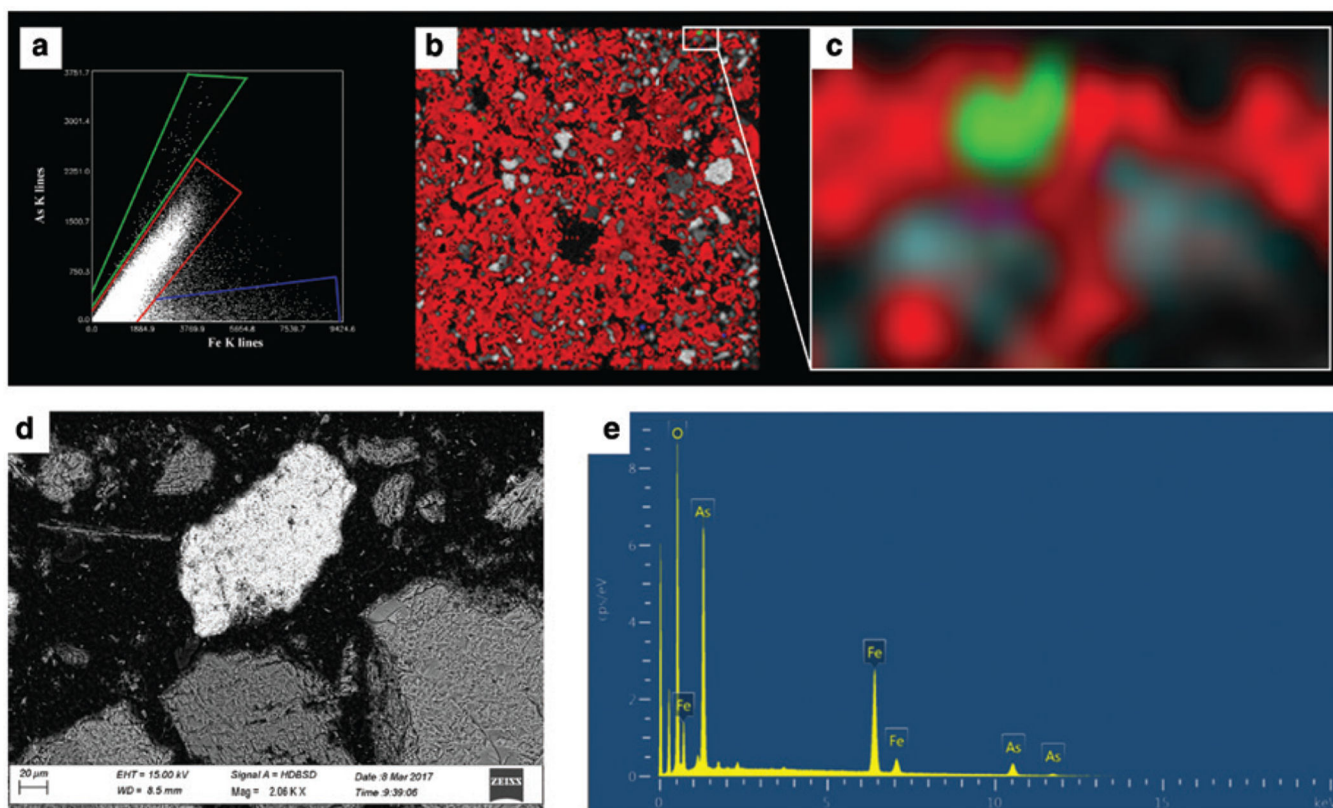 a
b
c
As K lines
3751.7
3001.4
2251.0
1500.7
750.3
0.0
0.0 1884.9 3769.9 5654.8 7539.7 9424.6
Fe K lines
d
20 µm
EHT = 15.00 kV
WD = 8.5 mm
Signal A = HDBSD
Mag = 2.06 K X
Date :8 Mar 2017
Time :9:39:06
ZEISS
e
cps/eV
8
6
4
2
0
O
As
Fe
Fe
Fe
As
As
0 5 10 15